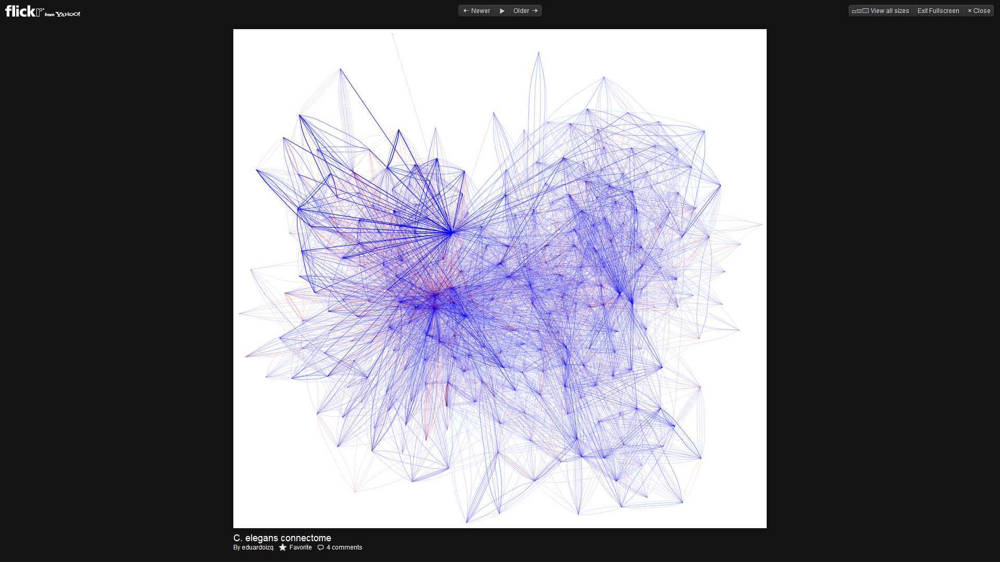 flickr from YAHOO!
← Newer
Older →
View all sizes
Exit Fullscreen
× Close
C. elegans connectome
By eduardoizq
Favorite
4 comments